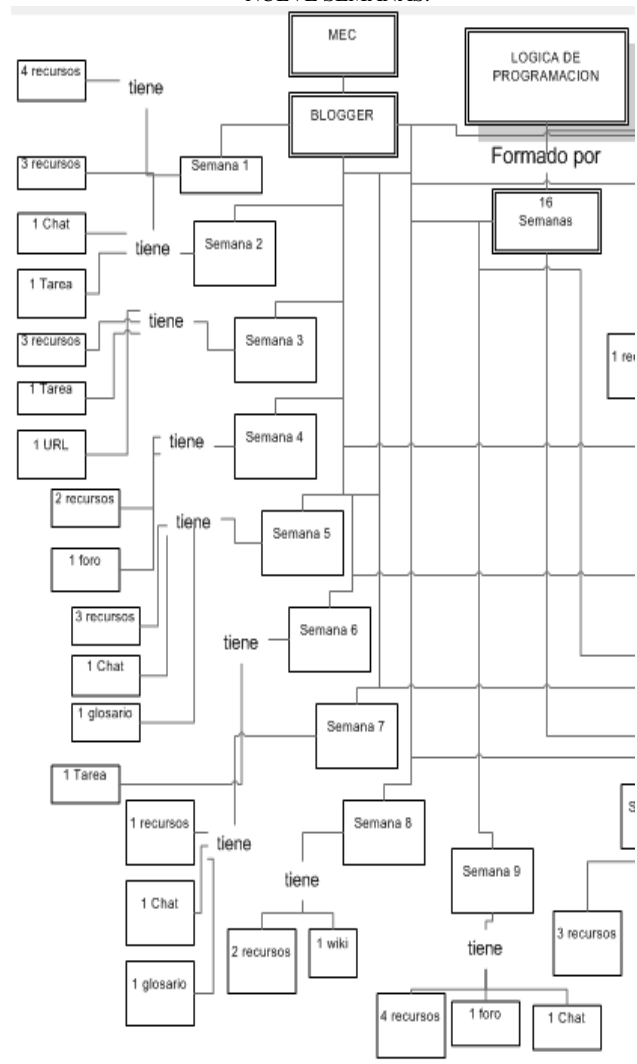 NUEVE SEMANAS.
MEC
LOGICA DE
PROGRAMACION
BLOGGER
4 recursos
tiene
Formado por
3 recursos
Semana 1
16
Semanas
1 Chat
Semana 2
tiene
1 Tarea
tiene
3 recursos
Semana 3
1 rec
1 Tarea
1 URL
tiene
Semana 4
2 recursos
tiene
Semana 5
1 foro
3 recursos
Semana 6
tiene
1 Chat
1 glosario
Semana 7
1 Tarea
1 recursos
tiene
Semana 8
S
Semana 9
1 Chat
tiene
2 recursos
1 wiki
tiene
3 recursos
1 glosario
4 recursos
1 foro
1 Chat